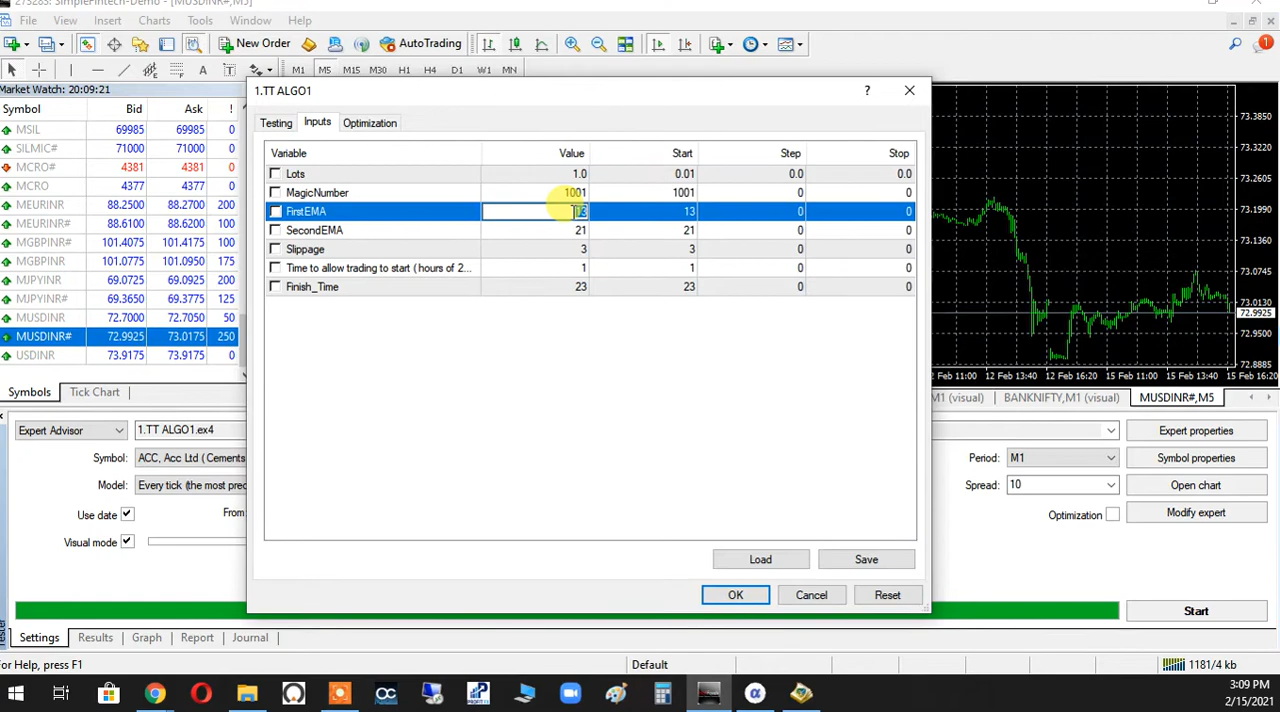 273285: SimpleFintech-Demo - [MUSDINR#,M5]
File View Insert Charts Tools Window Help
New Order AutoTrading 1
A T M1 M5 M15 M30 H1 H4 D1 W1 MN
Market Watch: 20:09:21
Symbol Bid Ask !
MSIL 69985 69985 0
SILMIC# 71000 71000 0
MCRO# 4381 4381 0
MCRO 4377 4377 0
MEURINR 88.2500 88.2700 200
MEURINR# 88.6100 88.6400 200
MGBPINR# 101.4075 101.4175 100
MGBPINR 101.0775 101.0950 100
MJPYINR 69.0725 69.0775 100
MJPYINR# 69.3650 69.3775 125
MUSDINR 72.7000 72.7050 50
MUSDINR# 72.9925 73.0175 250
USDINR 73.9175 73.9175 0
Symbols Tick Chart
1.TT ALGO1 ?
Testing Inputs Optimization
Variable Value Start Step Stop
Lots 1.0 0.01 0.0 0.0
MagicNumber 1001 1001 0 0
FirstEMA 13 13 0 0
SecondEMA 21 21 0 0
Slippage 3 3 0 0
Time to allow trading to start (hours of 2... 1 1 0 0
Finish_Time 23 23 0 0
Load Save
OK Cancel Reset
73.3850
73.3220
73.2605
73.1990
73.1360
73.0745
73.0130
72.9925
72.9500
72.8885
Feb 11:00 12 Feb 13:40 12 Feb 16:20 15 Feb 11:00 15 Feb 13:40 15 Feb 16:20
M1 (visual) BANKNIFTY,M1 (visual) MUSDINR#,M5
Expert Advisor 1.TT ALGO1.ex4 Expert properties
Symbol: ACC, Acc Ltd (Cements Period: M1 Symbol properties
Model: Every tick (the most prec Spread: 10 Open chart
Use date From: Optimization Modify expert
Visual mode
Start
Tester
Settings Results Graph Report Journal
For Help, press F1 Default 1181/4 kb
3:09 PM
2/15/2021